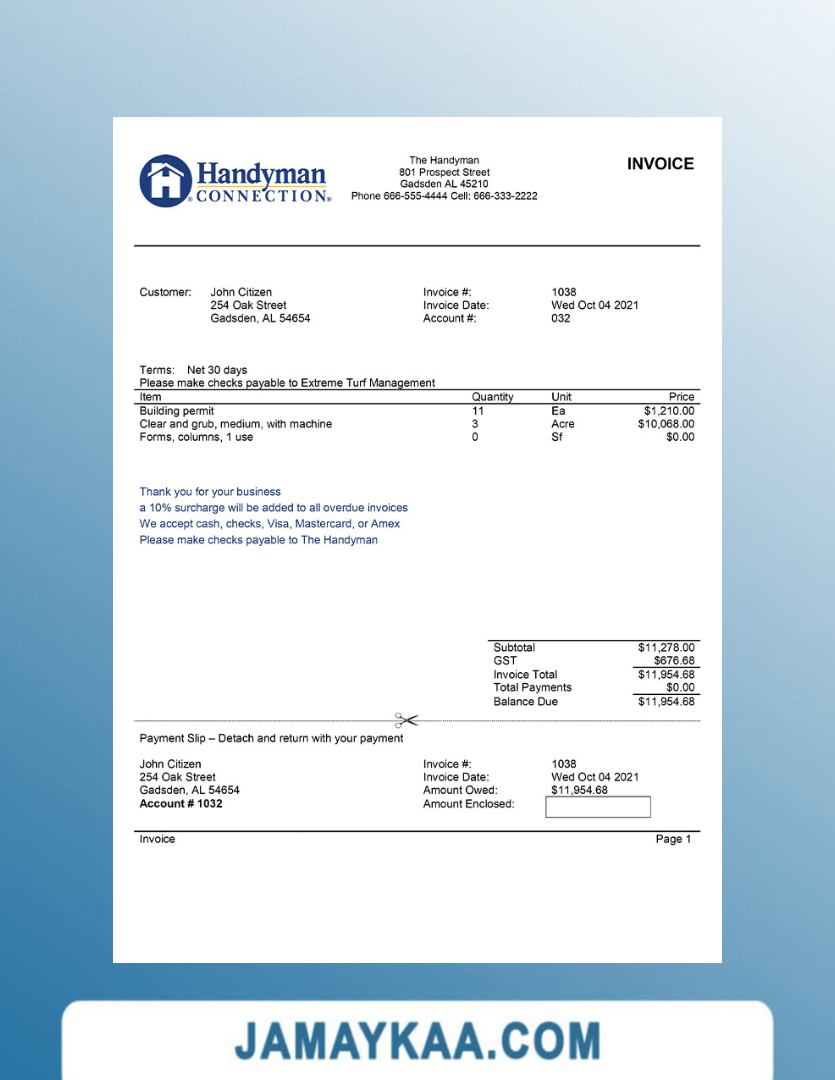 Handyman
CONNECTION®
The Handyman
801 Prospect Street
Gadsden AL 45210
Phone 666-555-4444 Cell: 666-333-2222
INVOICE
Customer: John Citizen
254 Oak Street
Gadsden, AL 54654
Invoice #: 1038
Invoice Date: Wed Oct 04 2021
Account #: 032
Terms: Net 30 days
Please make checks payable to Extreme Turf Management
Item Quantity Unit Price
Building permit 11 Ea $1,210.00
Clear and grub, medium, with machine 3 Acre $10,068.00
Forms, columns, 1 use 0 Sf $0.00
Thank you for your business
a 10% surcharge will be added to all overdue invoices
We accept cash, checks, Visa, Mastercard, or Amex
Please make checks payable to The Handyman
Subtotal $11,278.00
GST $676.68
Invoice Total $11,954.68
Total Payments $0.00
Balance Due $11,954.68
Payment Slip – Detach and return with your payment
John Citizen
254 Oak Street
Gadsden, AL 54654
Account # 1032
Invoice #: 1038
Invoice Date: Wed Oct 04 2021
Amount Owed: $11,954.68
Amount Enclosed:
Invoice Page 1
JAMAYKAA.COM